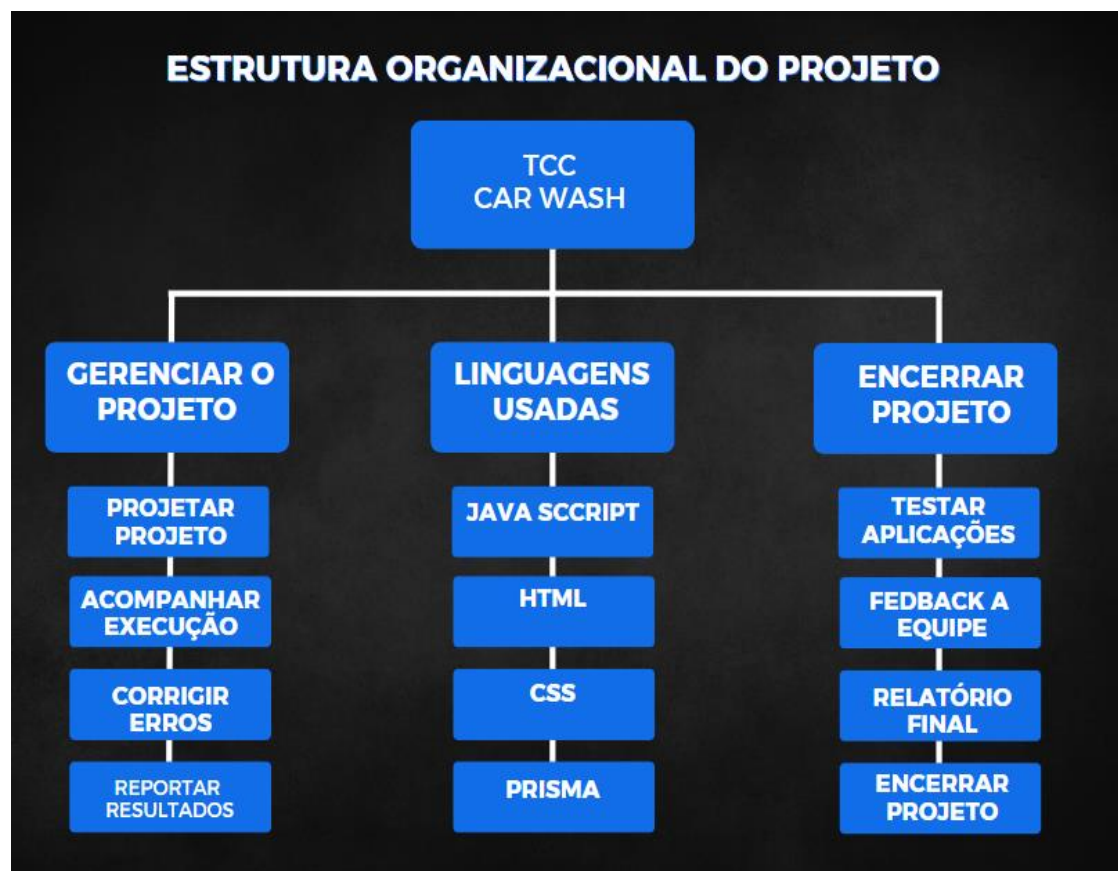 ESTRUTURA ORGANIZACIONAL DO PROJETO
TCC
CAR WASH
GERENCIAR O
PROJETO
PROJETAR
PROJETO
ACOMPANHAR
EXECUÇÃO
CORRIGIR
ERROS
REPORTAR
RESULTADOS
LINGUAGENS
USADAS
JAVA SCCRIPT
HTML
CSS
PRISMA
ENCERRAR
PROJETO
TESTAR
APLICAÇÕES
FEDBACK A
EQUIPE
RELATÓRIO
FINAL
ENCERRAR
PROJETO